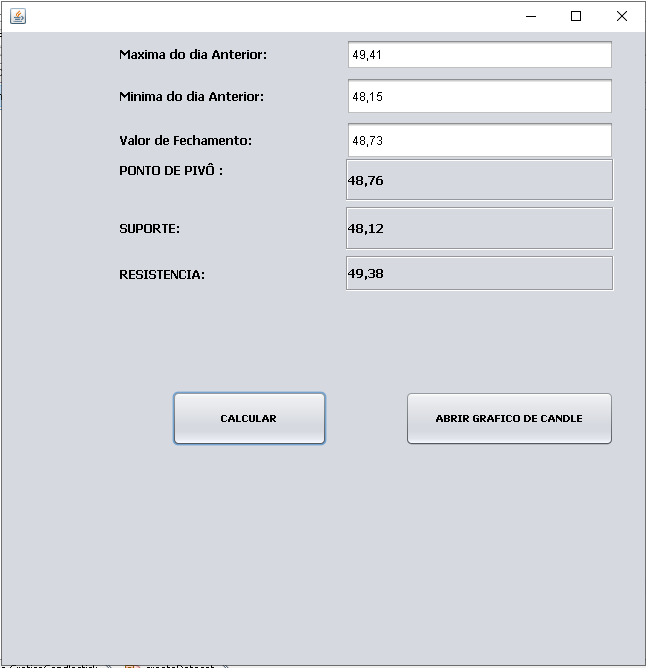 Maxima do dia Anterior: 49,41
Minima do dia Anterior: 48,15
Valor de Fechamento: 48,73
PONTO DE PIVÔ : 48,76
SUPORTE: 48,12
RESISTENCIA: 49,38
CALCULAR ABRIR GRAFICO DE CANDLE